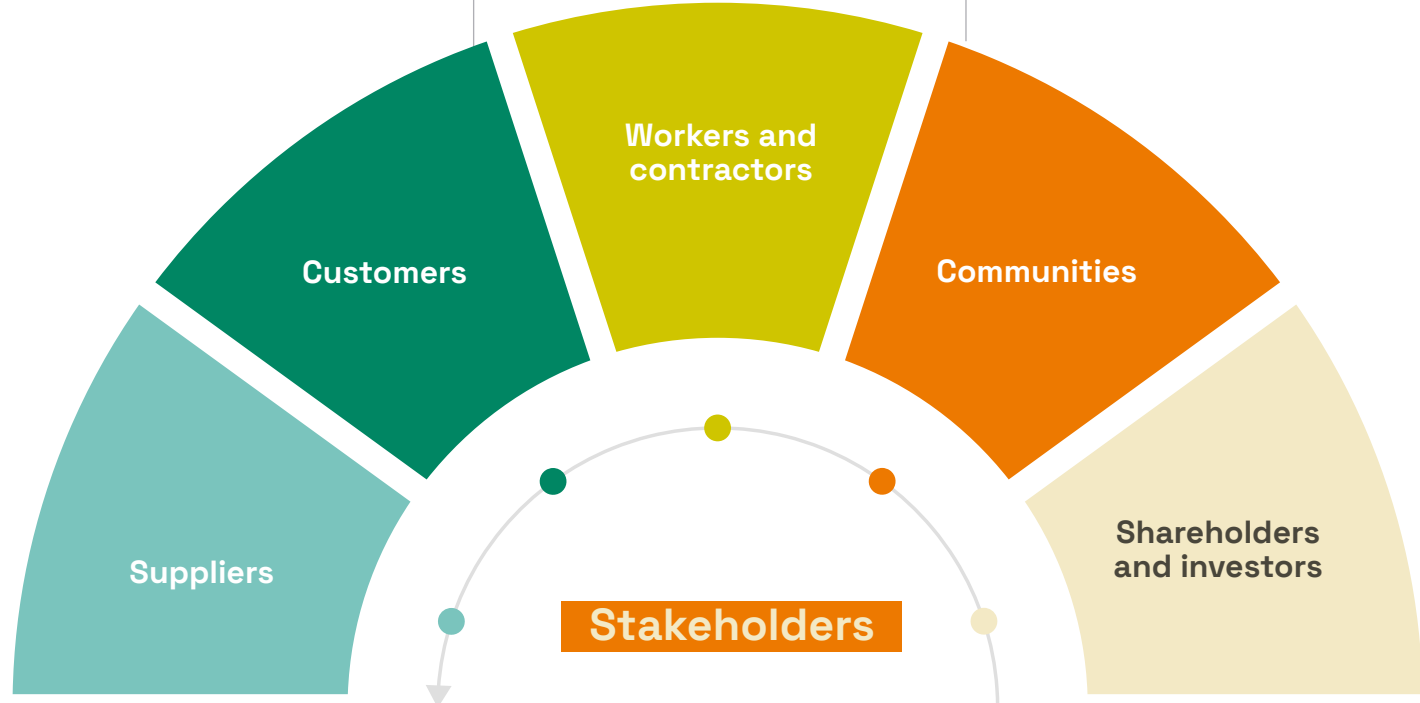 Workers and
contractors
Customers
Communities
Suppliers
Shareholders
and investors
Stakeholders